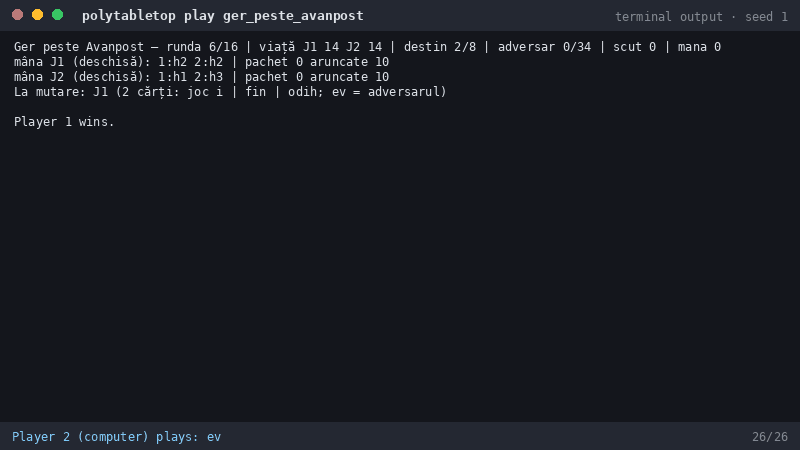 polytabletop play ger_peste_avanpost
terminal output · seed 1
Ger peste Avanpost — runda 6/16 | viață J1 14 J2 14 | destin 2/8 | adversar 0/34 | scut 0 | mana 0
mâna J1 (deschisă): 1:h2 2:h2 | pachet 0 aruncate 10
mâna J2 (deschisă): 1:h1 2:h3 | pachet 0 aruncate 10
La mutare: J1 (2 cărți: joc i | fin | odih; ev = adversarul)
Player 1 wins.
Player 2 (computer) plays: ev
26/26